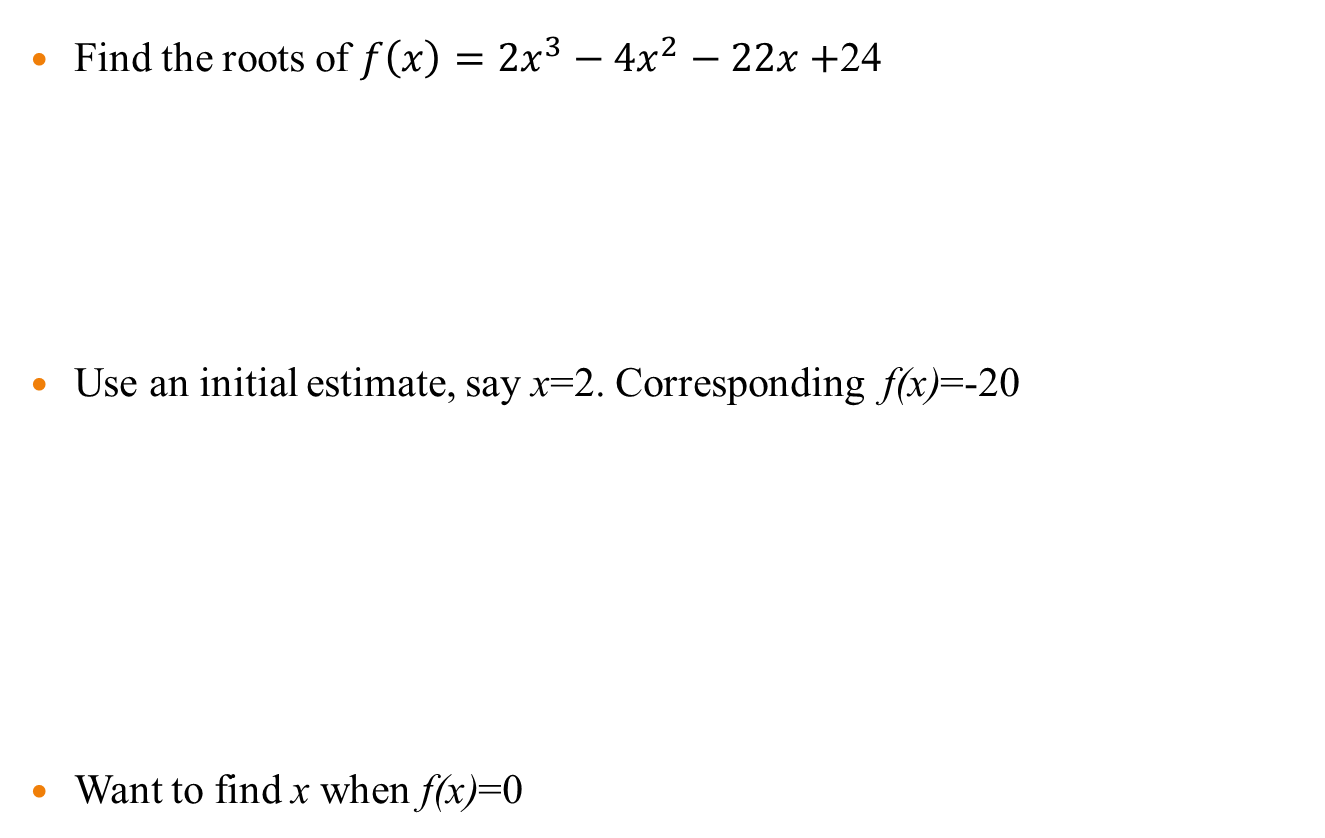 • Find the roots of f(x) = 2x³ − 4x² − 22x +24
• Use an initial estimate, say x=2. Corresponding f(x)=-20
• Want to find x when f(x)=0